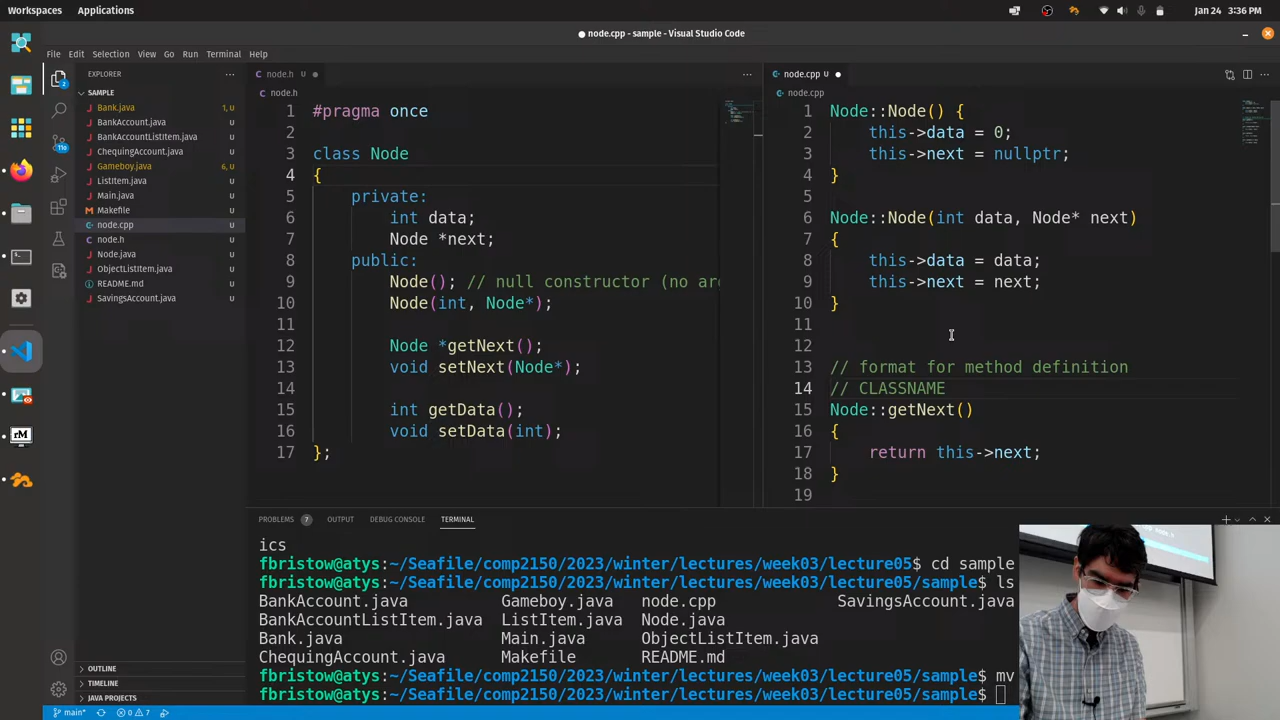 Workspaces
Applications
Jan 24 3:36 PM
● node.cpp - sample - Visual Studio Code
File Edit Selection View Go Run Terminal Help
EXPLORER
SAMPLE
Bank.java 1, U
BankAccount.java U
BankAccountListItem.java U
ChequingAccount.java U
Gameboy.java 6, U
ListItem.java U
Main.java U
Makefile U
node.cpp U
node.h U
Node.java U
ObjectListItem.java U
README.md U
SavingsAccount.java U
OUTLINE
TIMELINE
JAVA PROJECTS
2
110
rM
node.h U
node.h
1 #pragma once
2
3 class Node
4 {
5 private:
6 int data;
7 Node *next;
8 public:
9 Node(); // null constructor (no
10 Node(int, Node*);
11
12 Node *getNext();
13 void setNext(Node*);
14
15 int getData();
16 void setData(int);
17 };
node.cpp U
node.cpp
1 Node::Node() {
2 this->data = 0;
3 this->next = nullptr;
4 }
5
6 Node::Node(int data, Node* next)
7 {
8 this->data = data;
9 this->next = next;
10 }
11
12
13 // format for method definition
14 // CLASSNAME
15 Node::getNext()
16 {
17 return this->next;
18 }
19
PROBLEMS 7 OUTPUT DEBUG CONSOLE TERMINAL
ics
fbristow@atys:~/Seafile/comp2150/2023/winter/lectures/week03/lecture05$ cd sample
fbristow@atys:~/Seafile/comp2150/2023/winter/lectures/week03/lecture05/sample$ ls
BankAccount.java Gameboy.java node.cpp SavingsAccount.java
BankAccountListItem.java ListItem.java Node.java
Bank.java Main.java ObjectListItem.java
ChequingAccount.java Makefile README.md
fbristow@atys:~/Seafile/comp2150/2023/winter/lectures/week03/lecture05/sample$ mv
fbristow@atys:~/Seafile/comp2150/2023/winter/lectures/week03/lecture05/sample$
main* 0 7